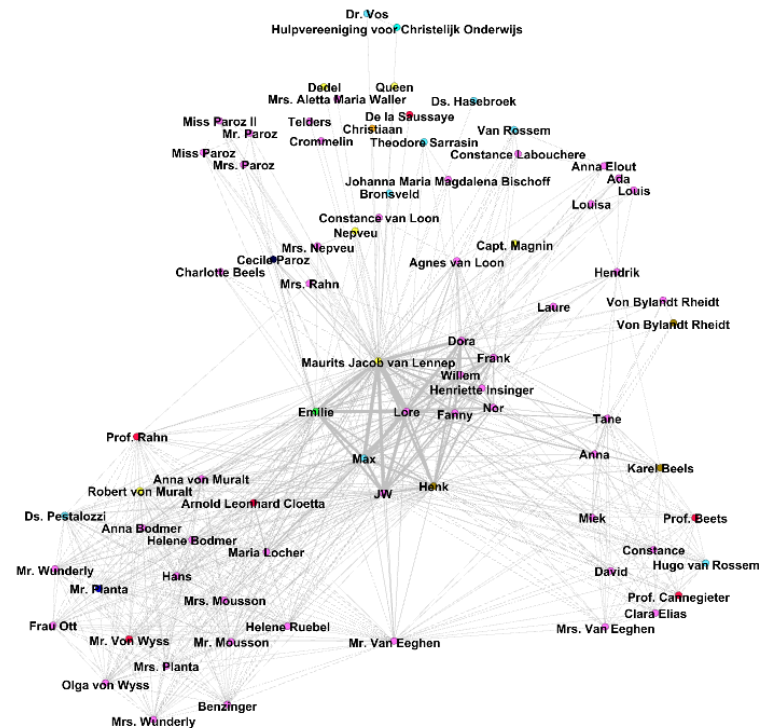 Dr. Vos
Hulpvereeniging voor Christelijk Onderwijs
Dedel
Queen
Mrs. Aletta Maria Waller
Ds. Hasebroek
De la Saussaye
Miss Paroz II
Telders
Christiaan
Mr. Paroz
Van Rossem
Crommelin
Theodore Sarrasin
Miss Paroz
Constance Labouchere
Mrs. Paroz
Anna Elout
Ada
Johanna Maria Magdalena Bischoff
Louis
Bronsveld
Louisa
Constance van Loon
Nepveu
Mrs. Nepveu
Capt. Magnin
Cecile Paroz
Agnes van Loon
Charlotte Beels
Hendrik
Mrs. Rahn
Laure
Von Bylandt Rheidt
Von Bylandt Rheidt
Dora
Frank
Maurits Jacob van Lennep
Willem
Henriette Insinger
Emilie
Lore
Fanny
Nor
Tane
Prof. Rahn
Anna
Max
Karel Beels
Anna von Muralt
Henk
Robert von Muralt
JW
Arnold Leonhard Cloetta
Ds. Pestalozzi
Miek
Prof. Beets
Anna Bodmer
Helene Bodmer
Maria Locher
Constance
Hugo van Rossem
Mr. Wunderly
Hans
David
Mr. Planta
Prof. Cannegieter
Mrs. Mousson
Clara Elias
Frau Ott
Helene Ruebel
Mrs. Van Eeghen
Mr. Von Wyss
Mr. Mousson
Mr. Van Eeghen
Mrs. Planta
Olga von Wyss
Benzinger
Mrs. Wunderly